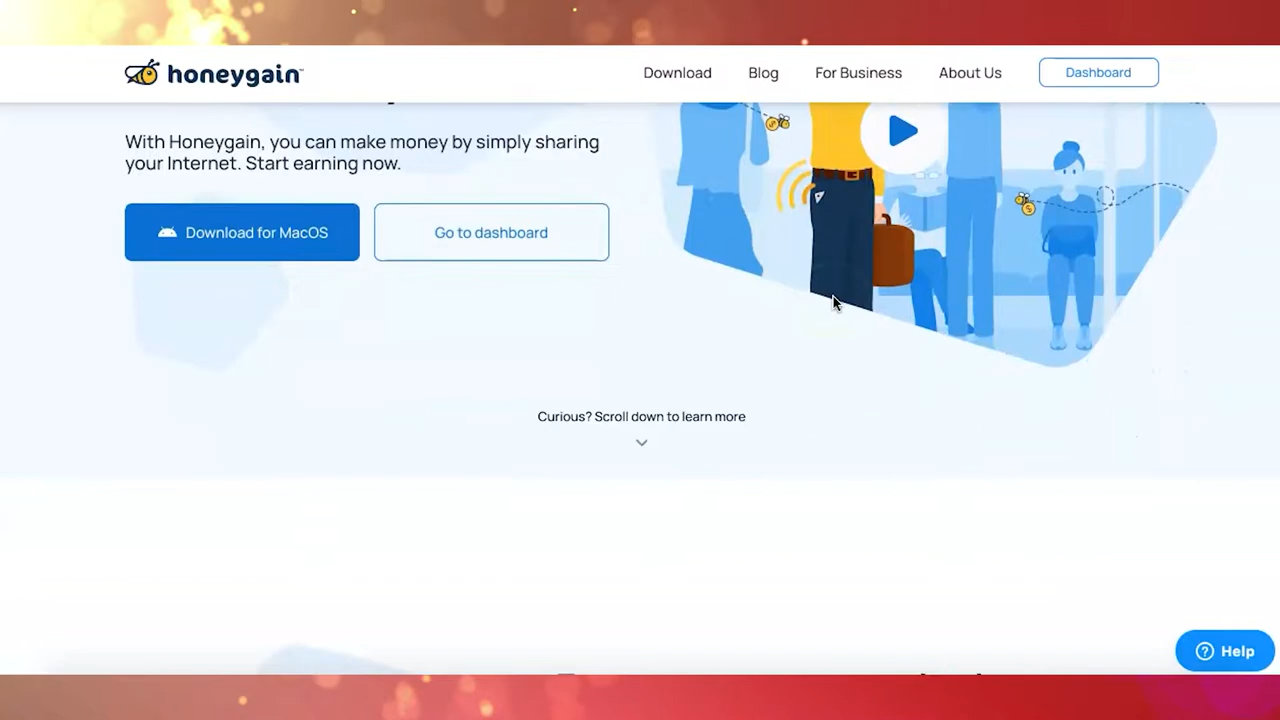 honeygain
Download
Blog
For Business
About Us
Dashboard
With Honeygain, you can make money by simply sharing
your Internet. Start earning now.
Download for MacOS
Go to dashboard
Curious? Scroll down to learn more
Help